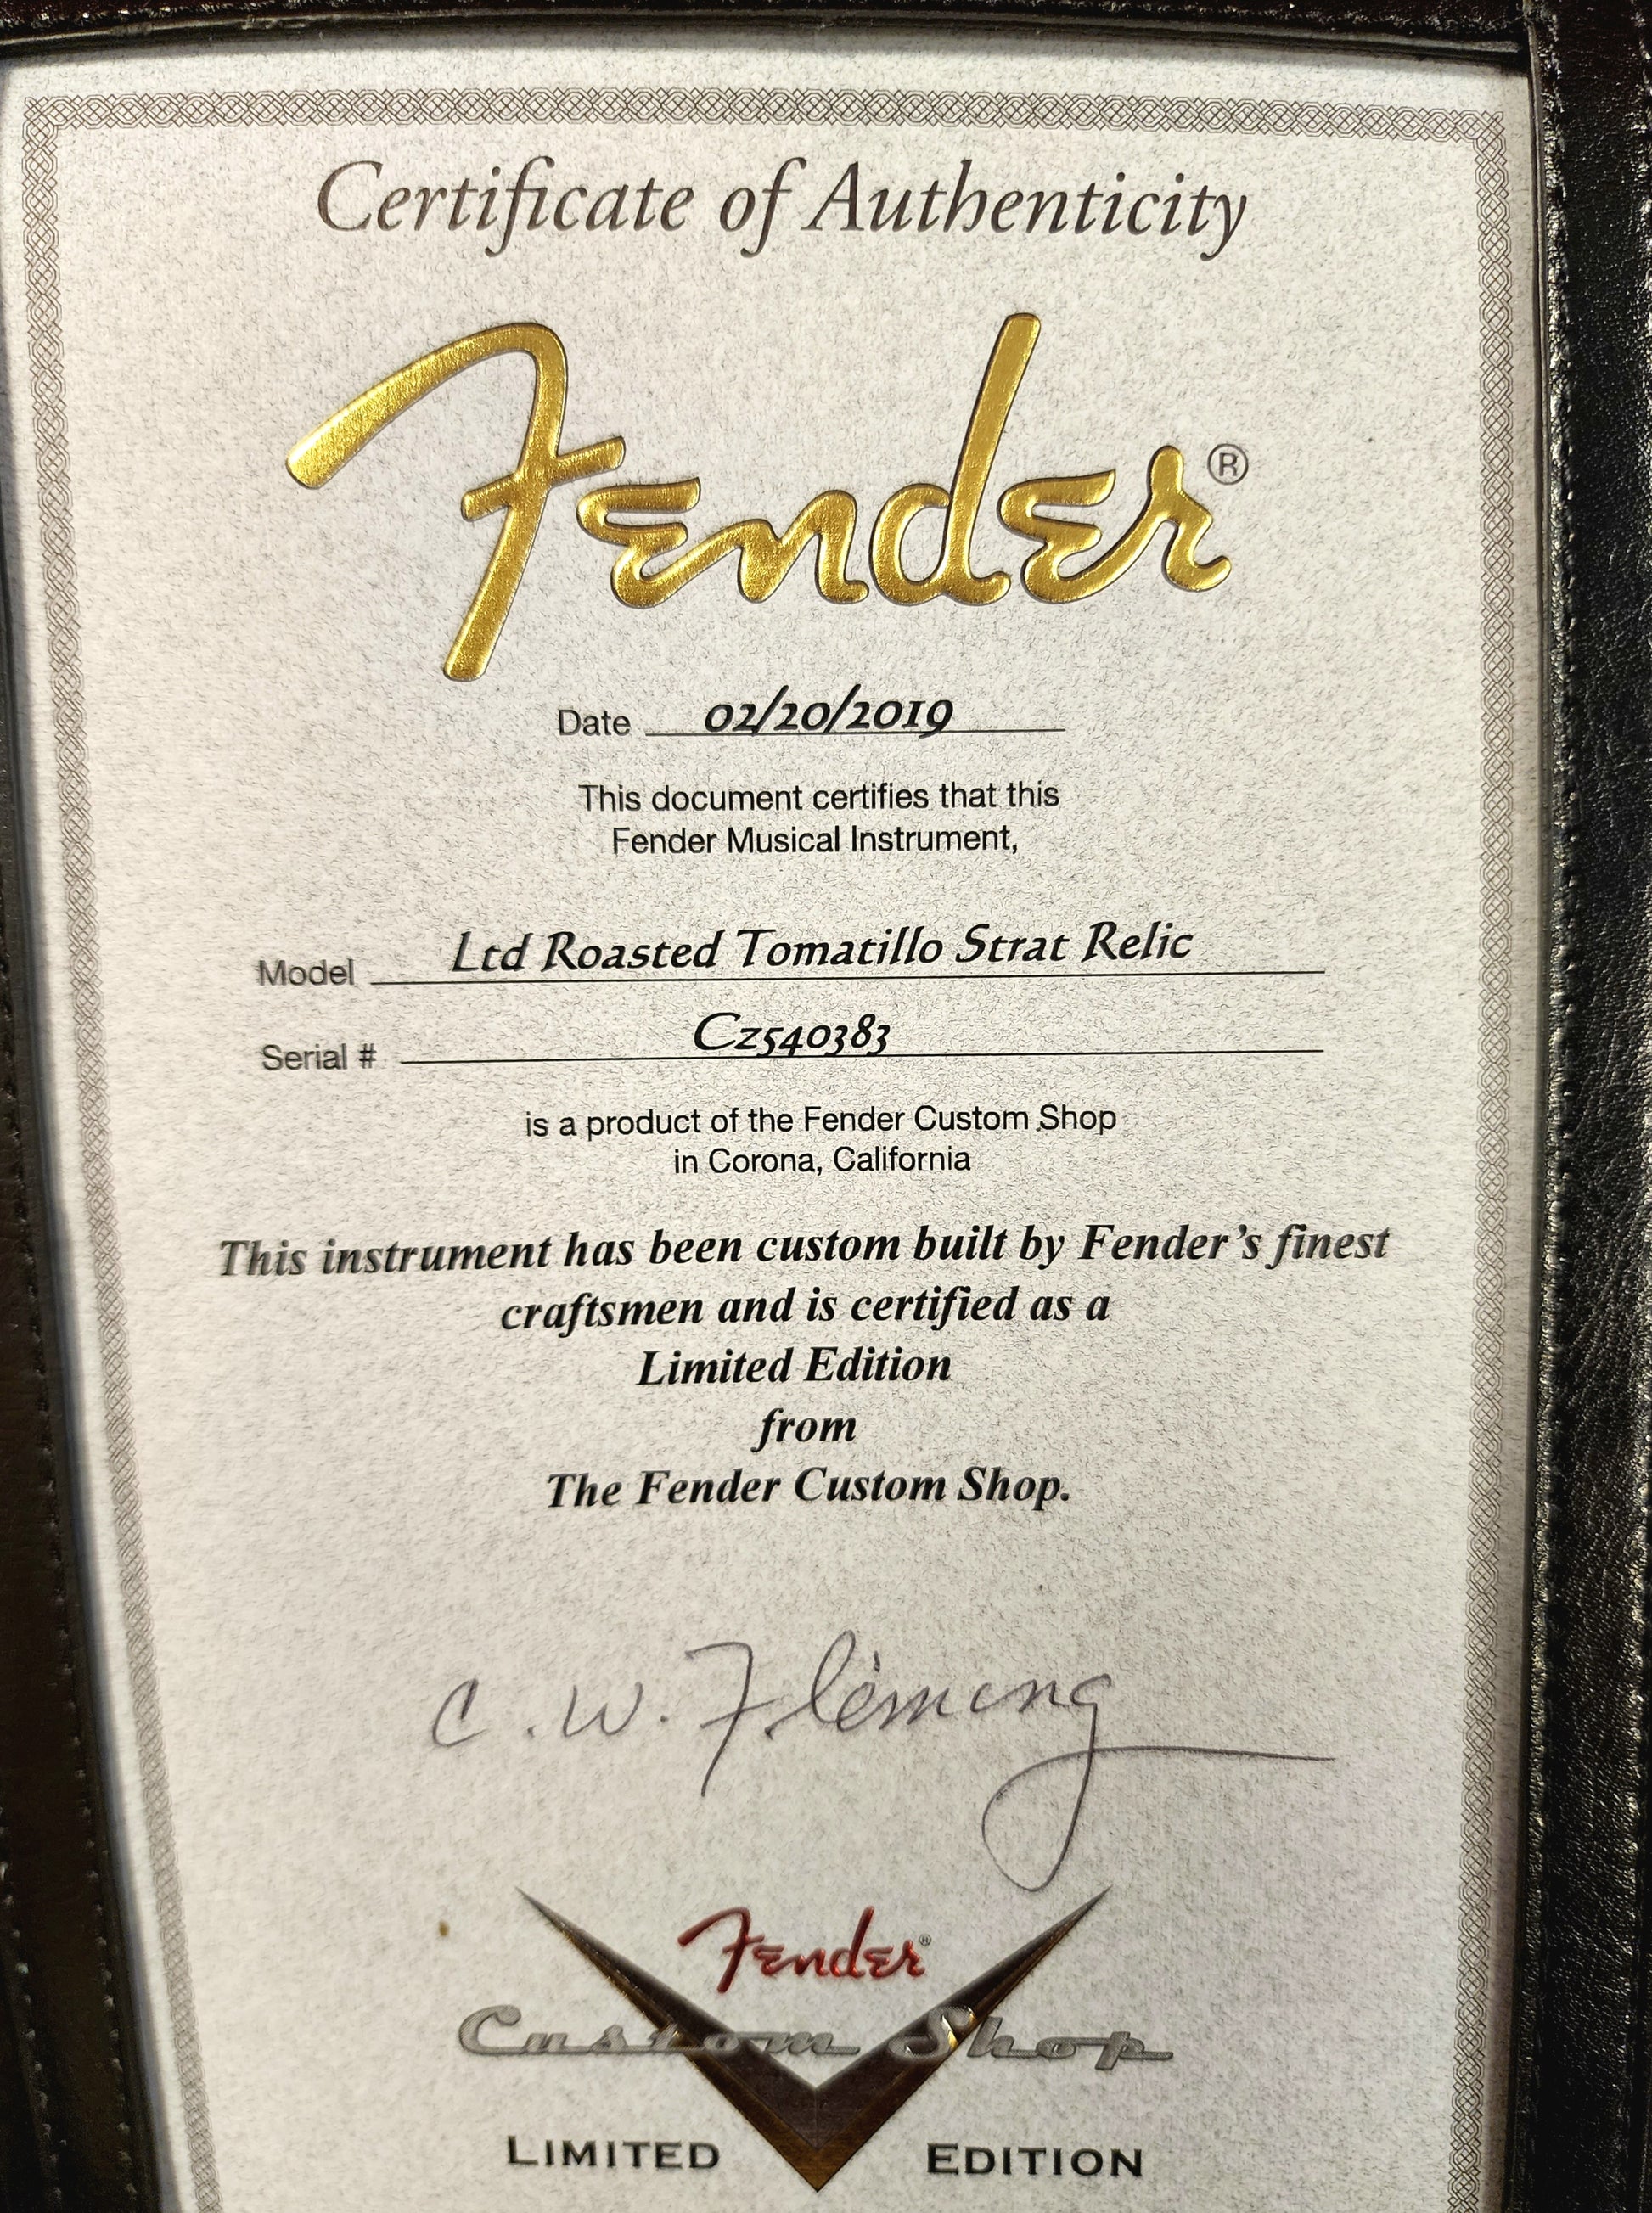 Certificate of Authenticity
Fender®
Date 02/20/2019
This document certifies that this
Fender Musical Instrument,
Model Ltd Roasted Tomatillo Strat Relic
Serial # Cz540383
is a product of the Fender Custom Shop
in Corona, California
This instrument has been custom built by Fender's finest
craftsmen and is certified as a
Limited Edition
from
The Fender Custom Shop.
C. W. Fleming
Fender®
Custom Shop
LIMITED EDITION